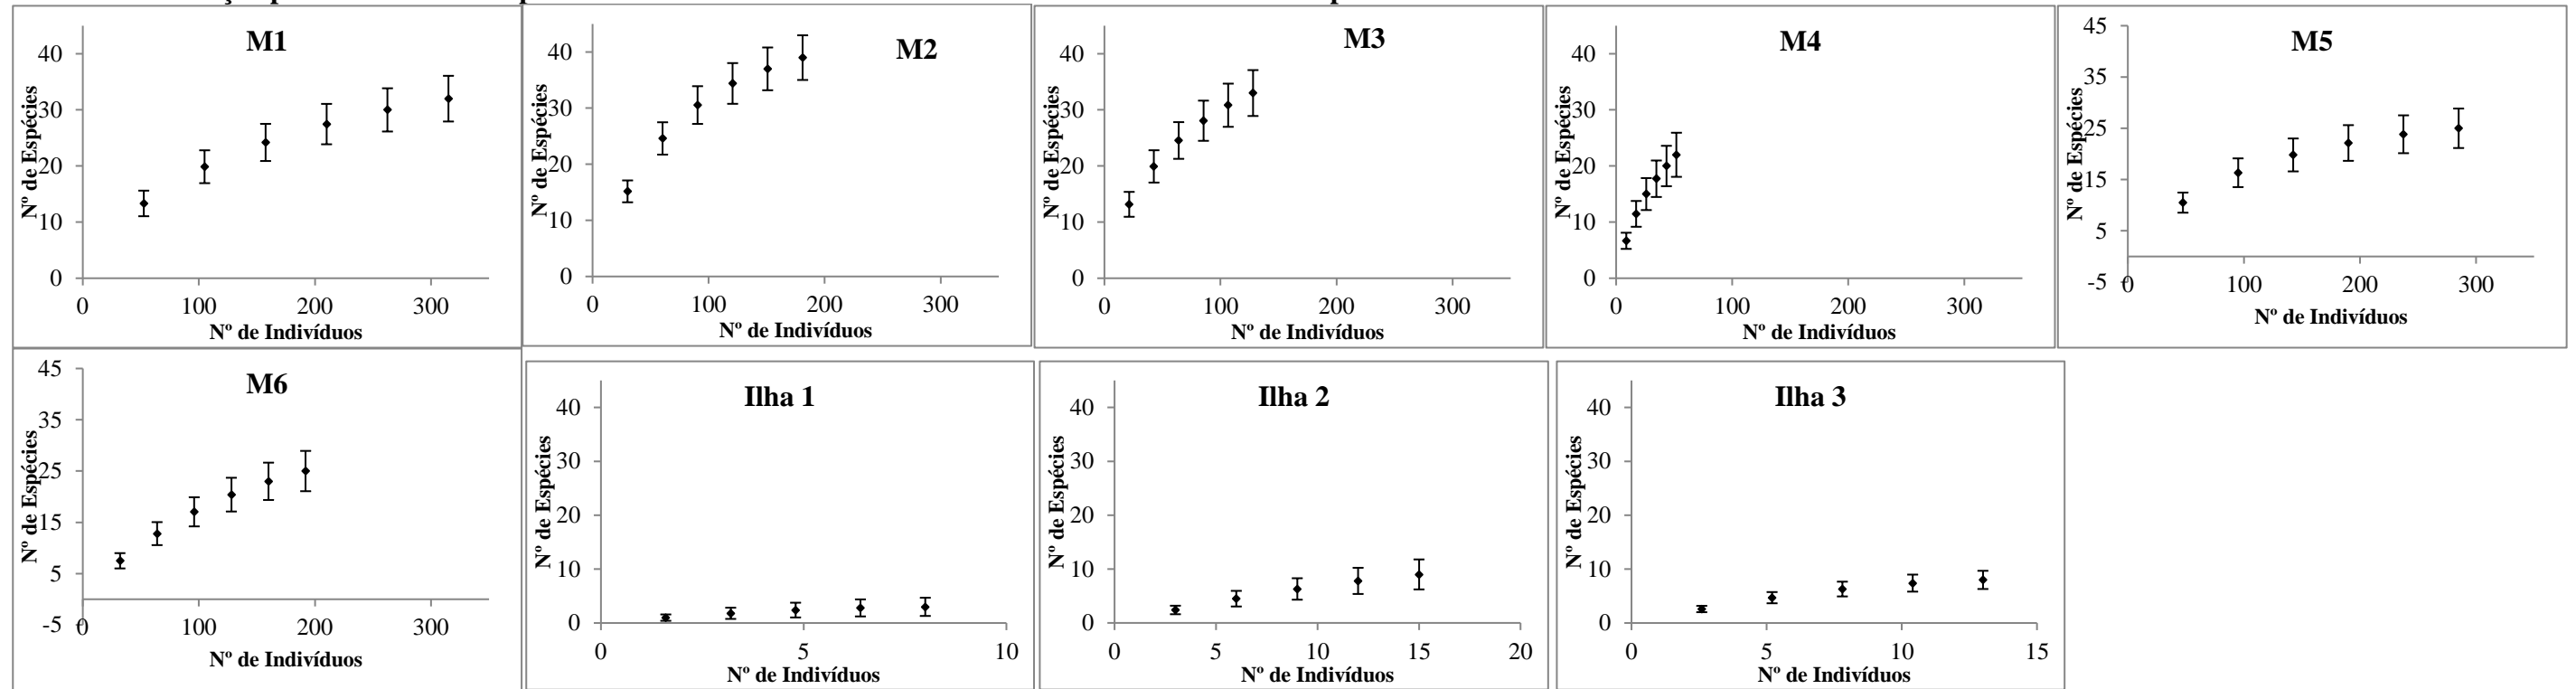 M1
Nº de Espécies
40
30
20
10
0
0 100 200 300
Nº de Indivíduos
M2
Nº de Espécies
40
30
20
10
0
0 100 200 300
Nº de Indivíduos
M3
Nº de Espécies
40
30
20
10
0
0 100 200 300
Nº de Indivíduos
M4
Nº de Espécies
40
30
20
10
0
0 100 200 300
Nº de Indivíduos
M5
Nº de Espécies
45
35
25
15
5
-5
0 100 200 300
Nº de Indivíduos
M6
Nº de Espécies
45
35
25
15
5
-5
0 100 200 300
Nº de Indivíduos
Ilha 1
Nº de Espécies
40
30
20
10
0
0 5 10
Nº de Indivíduos
Ilha 2
Nº de Espécies
40
30
20
10
0
0 5 10 15 20
Nº de Indivíduos
Ilha 3
Nº de Espécies
40
30
20
10
0
0 5 10 15
Nº de Indivíduos